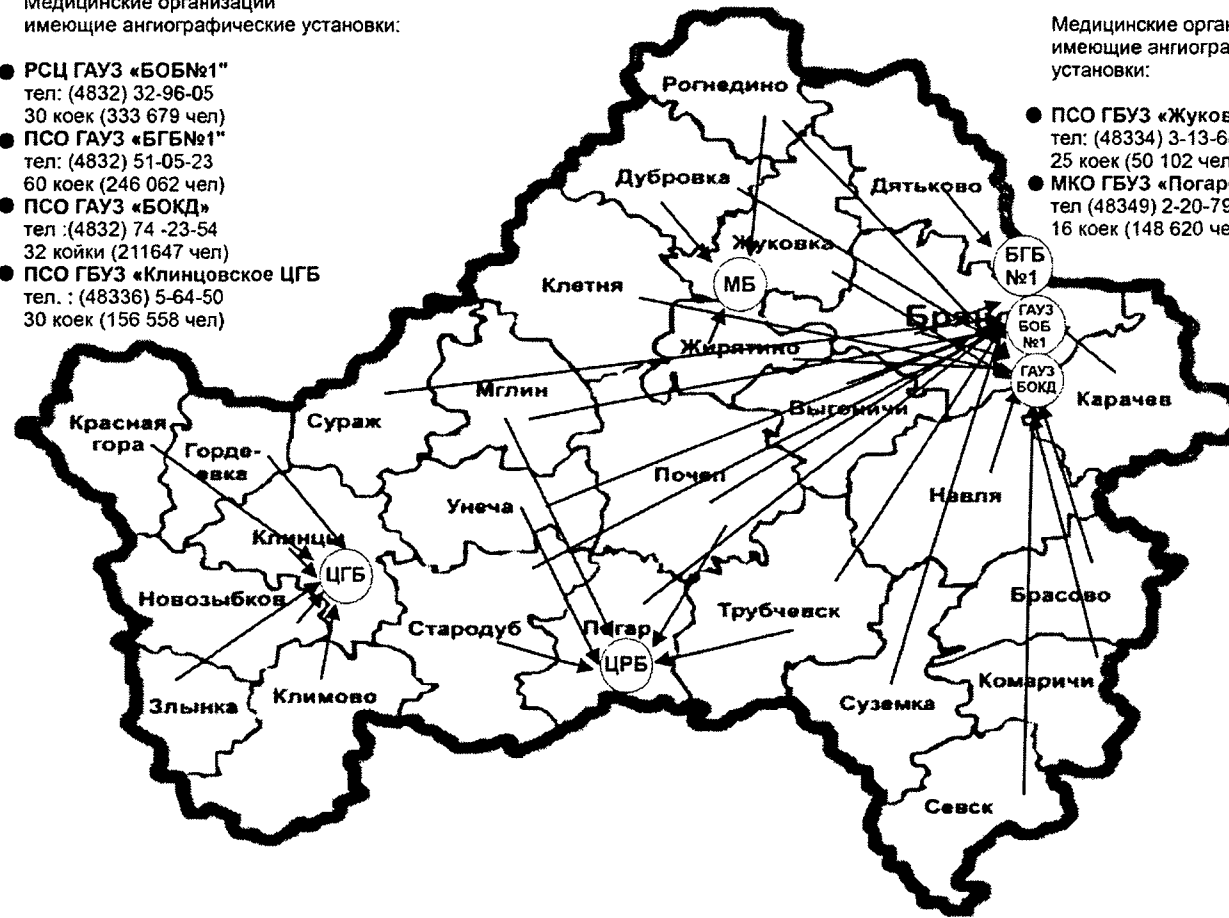 Медицинские организации
имеющие ангиографические установки:
РСЦ ГАУЗ «БОБ№1"
тел: (4832) 32-96-05
30 коек (333 679 чел)
ПСО ГАУЗ «БГБ№1"
тел: (4832) 51-05-23
60 коек (246 062 чел)
ПСО ГАУЗ «БОКД»
тел :(4832) 74 -23-54
32 койки (211647 чел)
ПСО ГБУЗ «Клинцовское ЦГБ
тел. : (48336) 5-64-50
30 коек (156 558 чел)
Медицинские орган
имеющие ангиогра
установки:
ПСО ГБУЗ «Жуков
тел: (48334) 3-13-6
25 коек (50 102 чел
МКО ГБУЗ «Погар
тел (48349) 2-20-79
16 коек (148 620 че
Рогнедино
Дубровка
Дятьково
Жуковка
БГБ
№1
Клетня
МБ
Брян
ГАУЗ
БОБ
№1
Жирятино
ГАУЗ
БОКД
Мглин
Карачев
Выгоничи
Сураж
Красная
гора
Горде-
евка
Почеп
Унеча
Навля
Клинцы
ЦГБ
Новозыбков
Брасово
Трубчевск
Стародуб
Погар
ЦРБ
Комаричи
Злынка
Климово
Суземка
Севск